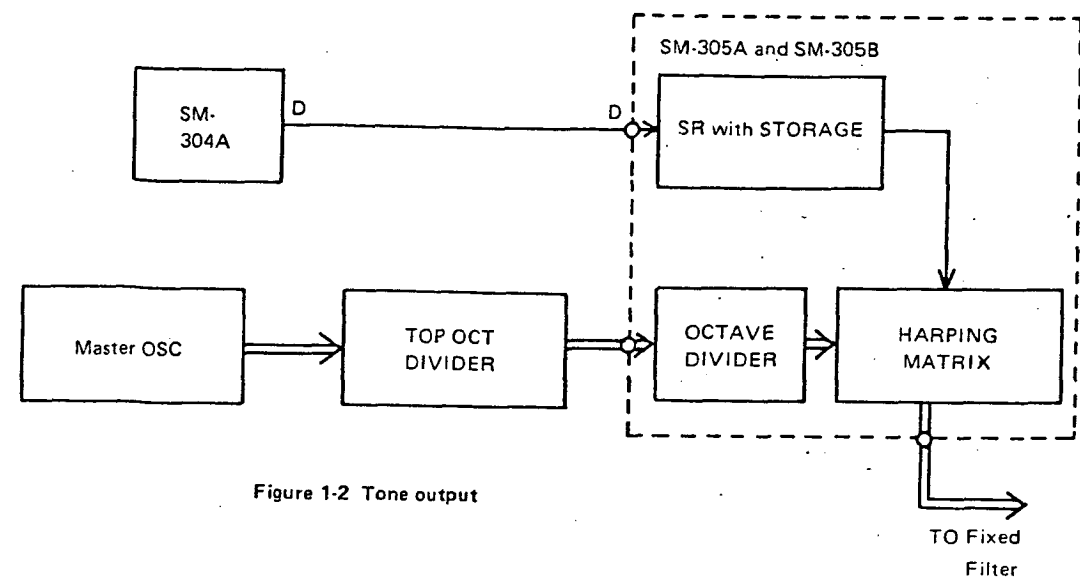 SM-305A and SM-305B
SM-
304A
D
D
SR with STORAGE
Master OSC
TOP OCT
DIVIDER
OCTAVE
DIVIDER
HARPING
MATRIX
Figure 1-2 Tone output
TO Fixed
Filter